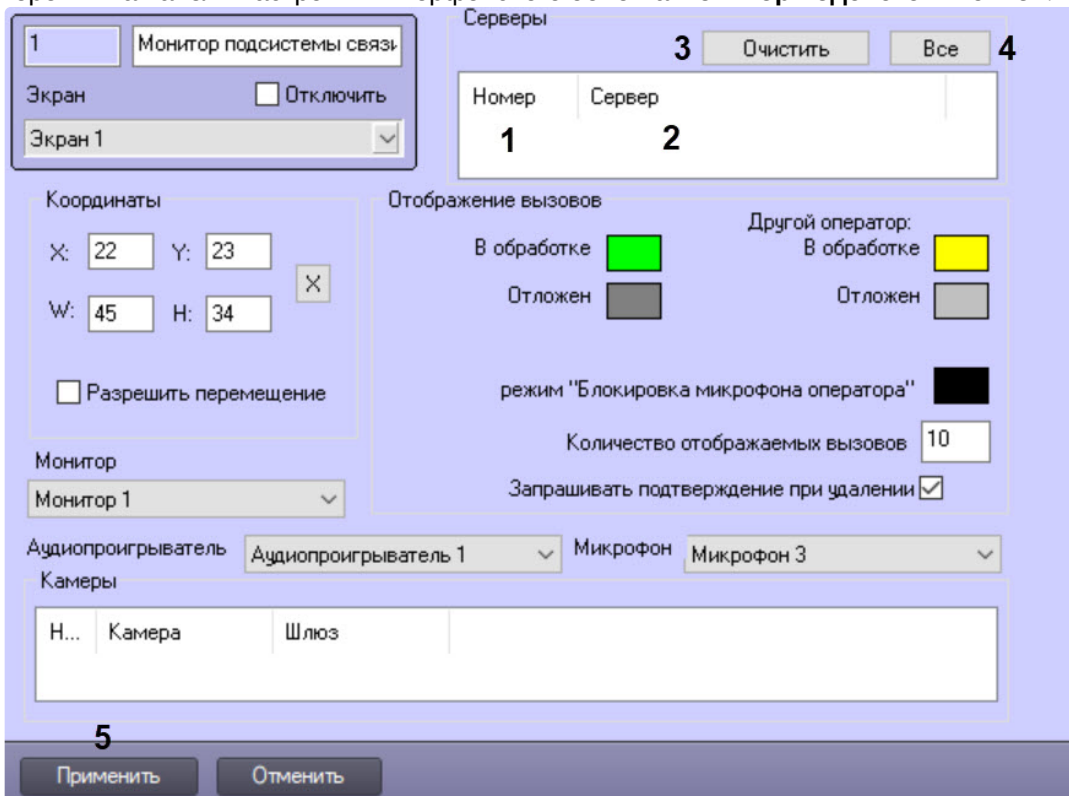 1
Монитор подсистемы связи
Экран
Отключить
Экран 1
Серверы
3 Очистить Все 4
Номер Сервер
1 2
Координаты
X: 22 Y: 23
W: 45 H: 34
X
Разрешить перемещение
Отображение вызовов
Другой оператор:
В обработке В обработке
Отложен Отложен
режим "Блокировка микрофона оператора"
Количество отображаемых вызовов 10
Запрашивать подтверждение при удалении
Монитор
Монитор 1
Аудиопроигрыватель Аудиопроигрыватель 1 Микрофон Микрофон 3
Камеры
Н... Камера Шлюз
5
Применить Отменить